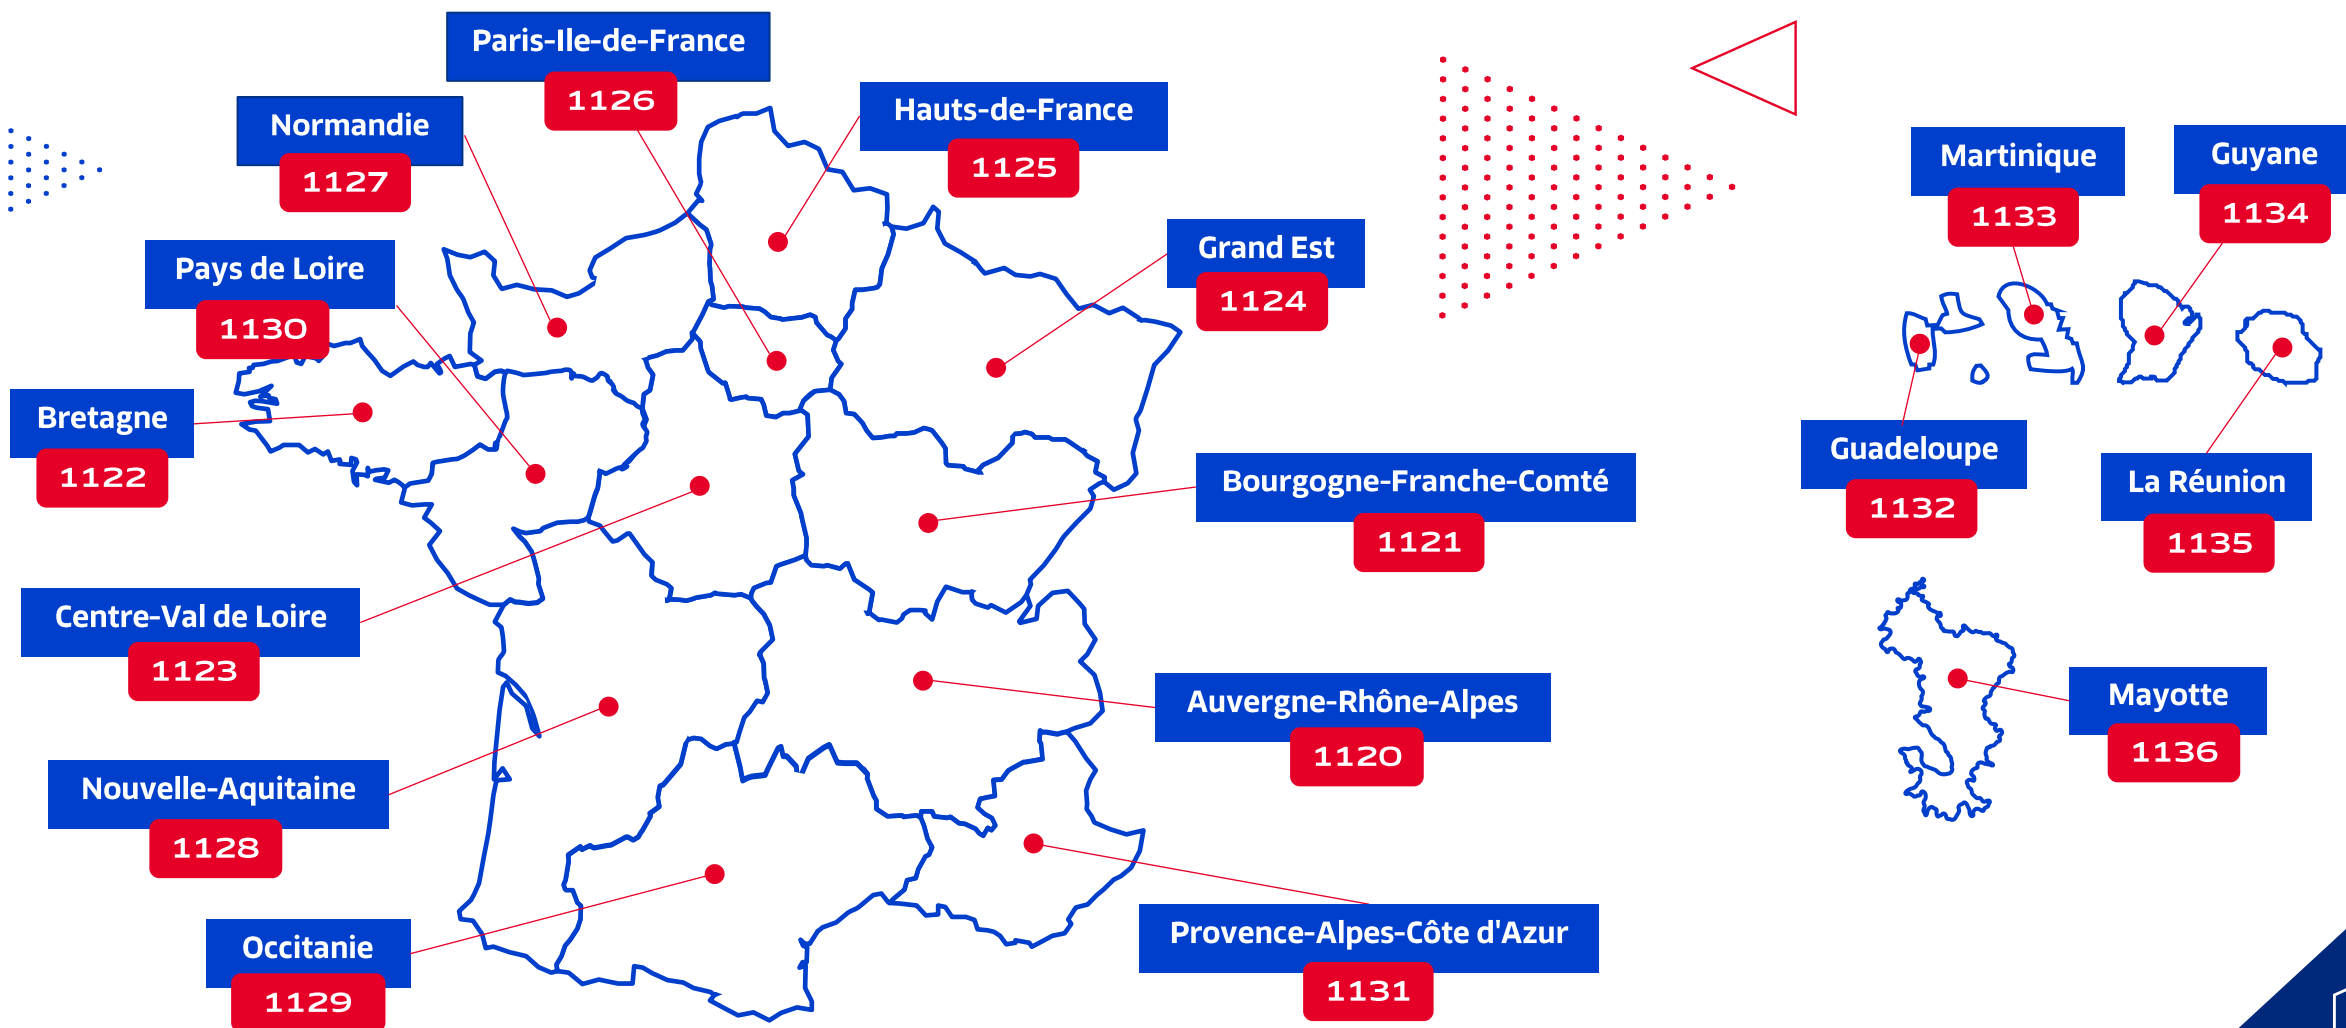 Paris-Ile-de-France
1126
Normandie
1127
Hauts-de-France
1125
Pays de Loire
1130
Grand Est
1124
Bretagne
1122
Bourgogne-Franche-Comté
1121
Centre-Val de Loire
1123
Auvergne-Rhône-Alpes
1120
Nouvelle-Aquitaine
1128
Occitanie
1129
Provence-Alpes-Côte d'Azur
1131
Martinique
1133
Guyane
1134
Guadeloupe
1132
La Réunion
1135
Mayotte
1136